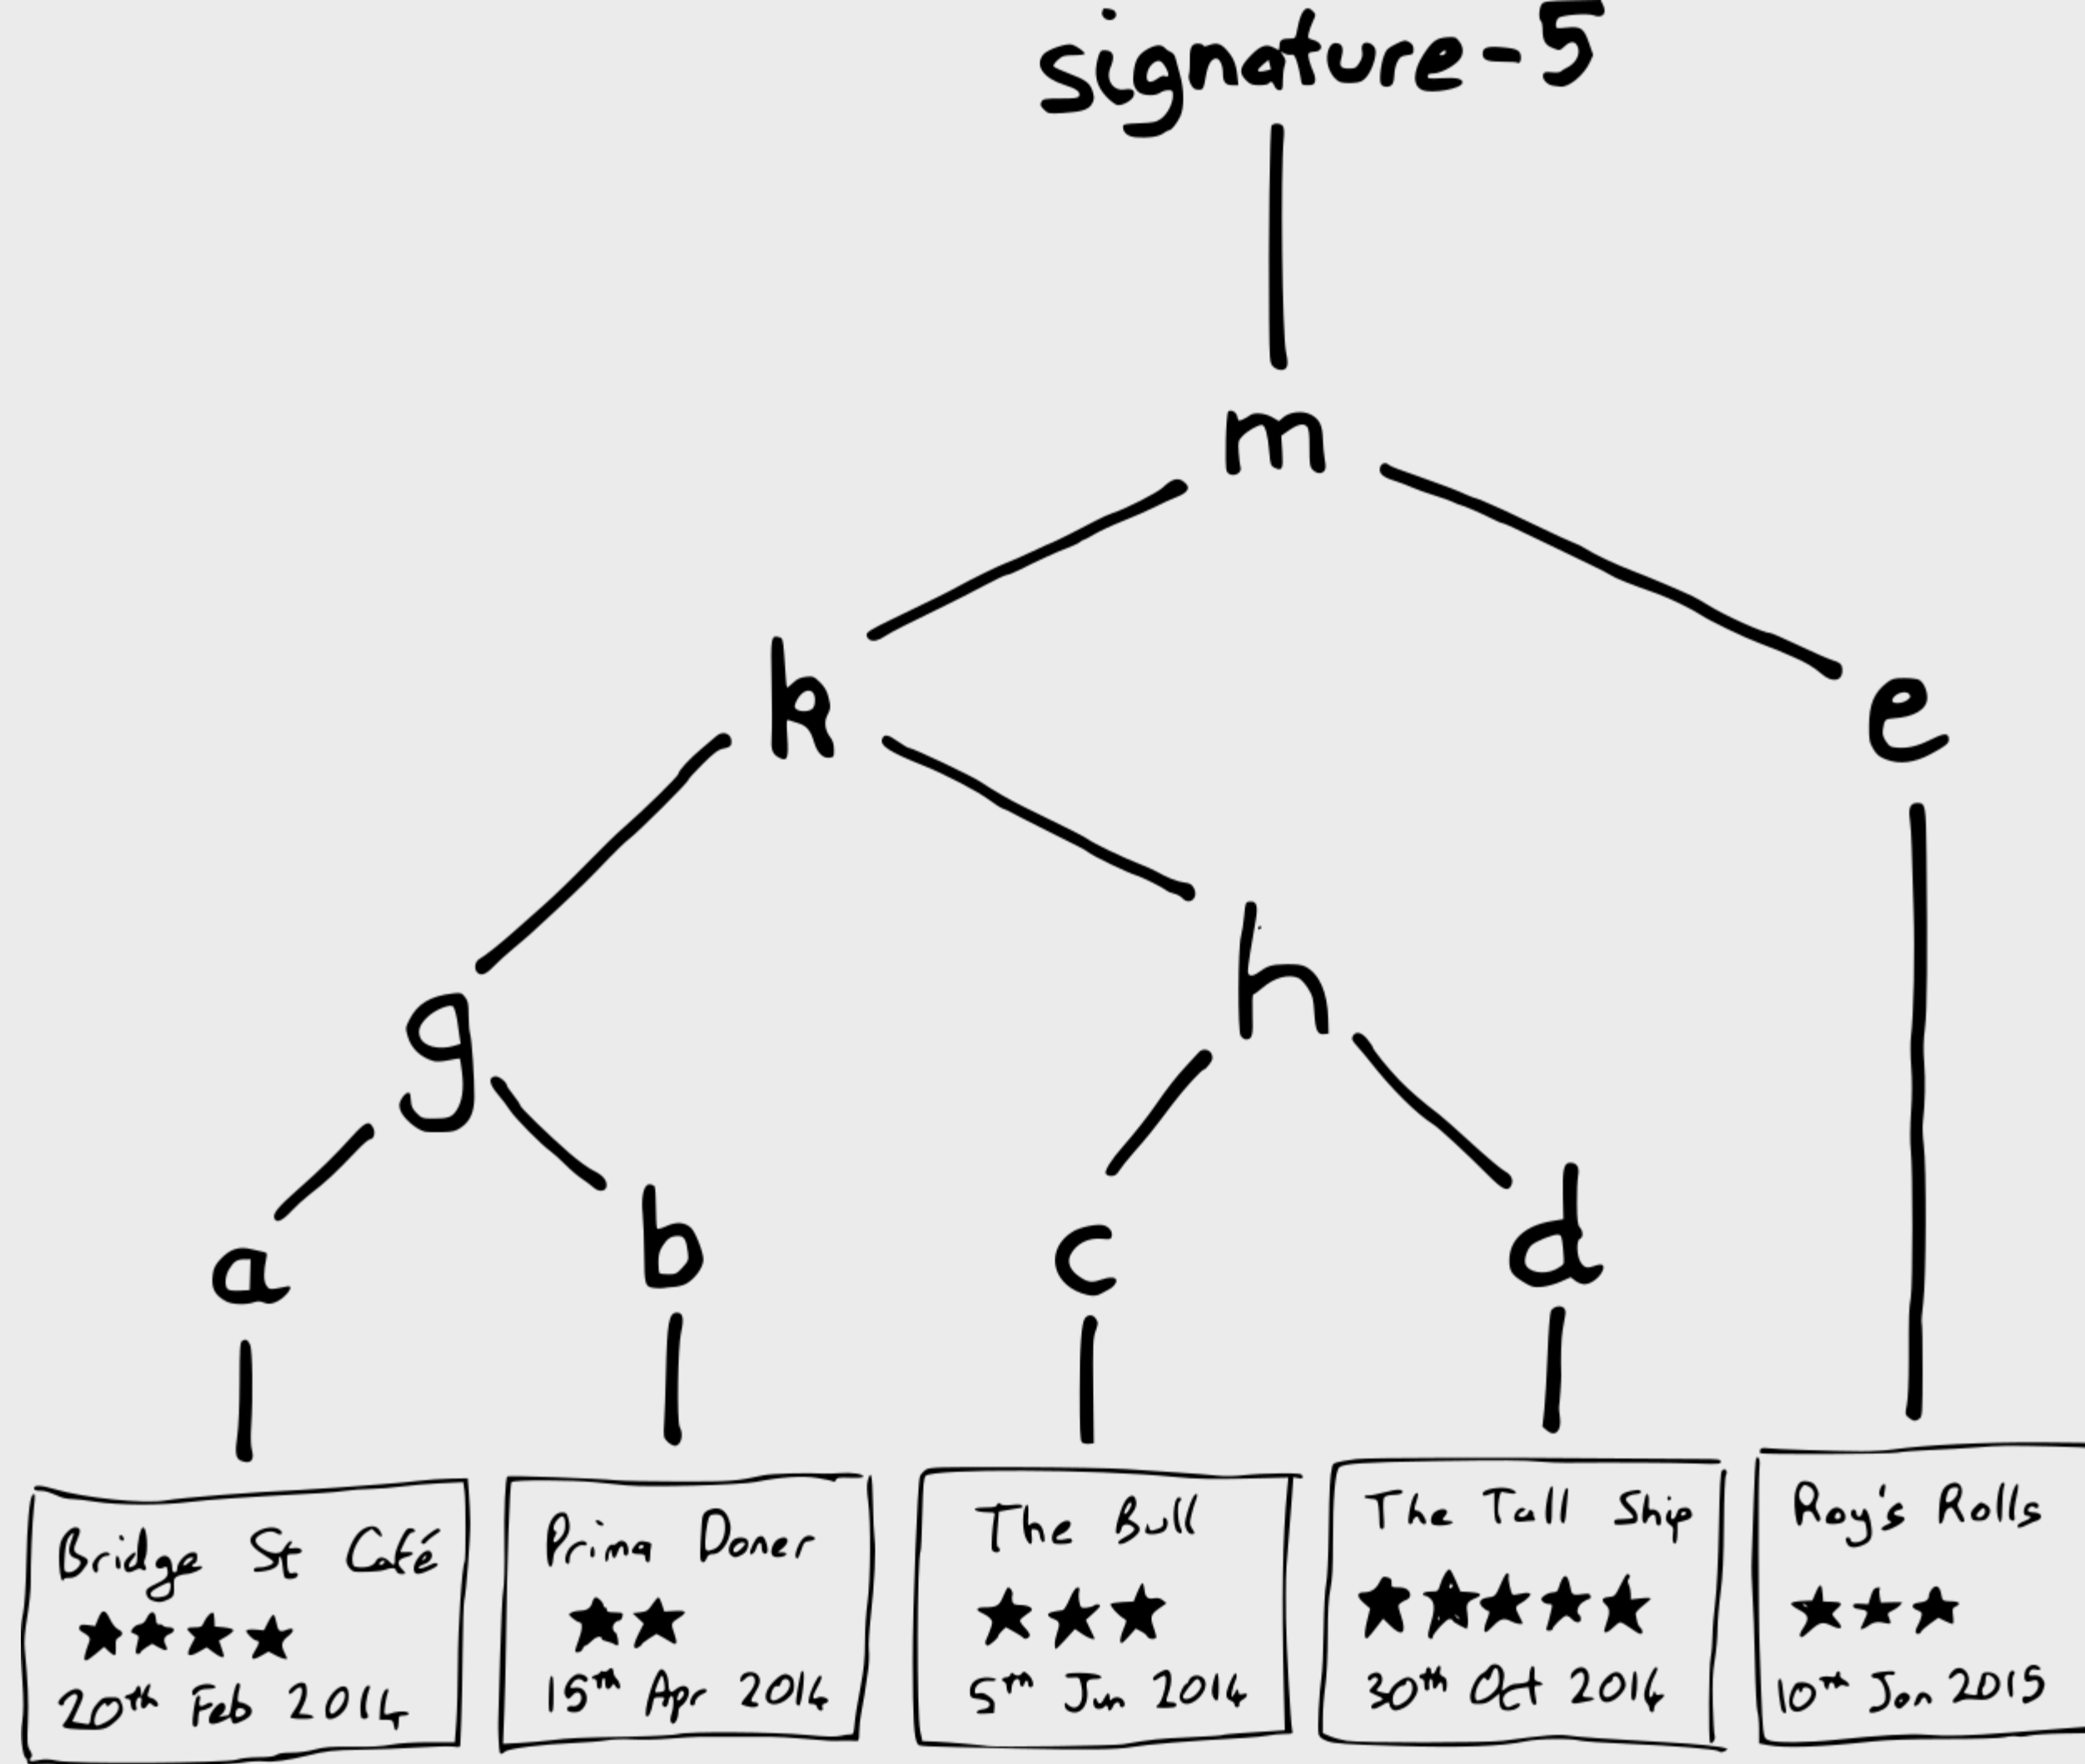 signature-5
m
k
e
h
g
a
b
c
d
Bridge St Café
★★★★
20th Feb 2014
Prima Doner
★★
15th Apr 2014
The Bull
★★★
5th Jun 2014
The Tall Ship
★★★★★
30th Oct 2014
Roy's Rolls
★★★
10th Jan 2015